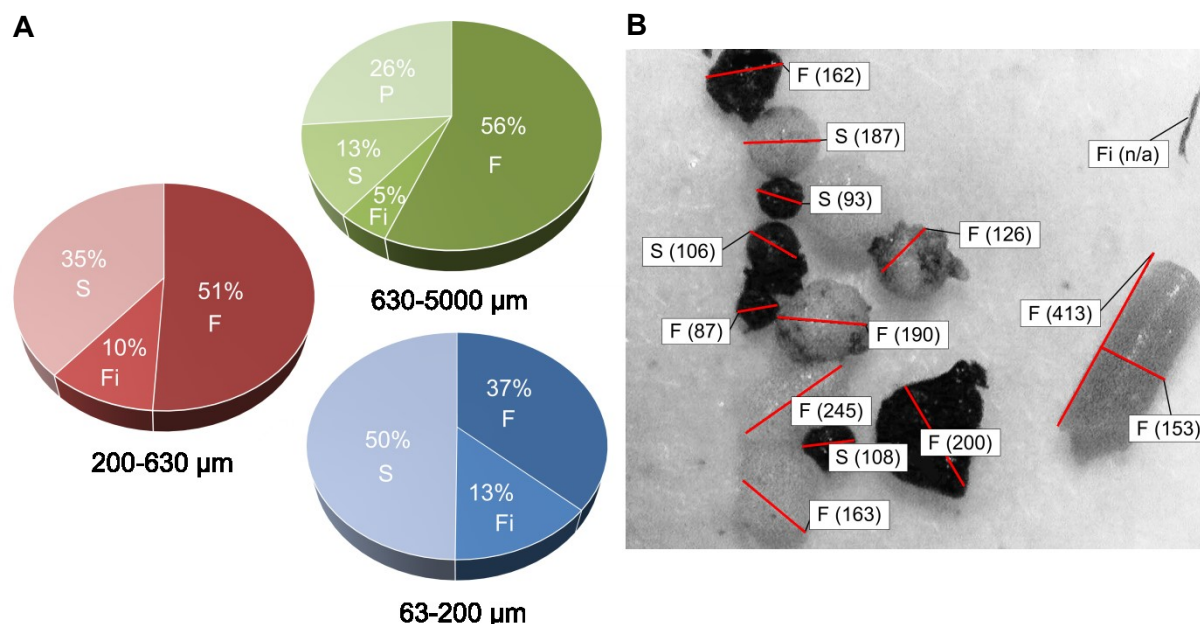 A
26%
P
56%
F
13%
S
5%
Fi
630-5000 µm
35%
S
51%
F
10%
Fi
200-630 µm
37%
F
50%
S
13%
Fi
63-200 µm
B
F (162)
S (187)
Fi (n/a)
S (93)
F (126)
S (106)
F (413)
F (87)
F (190)
F (245)
F (200)
F (153)
S (108)
F (163)